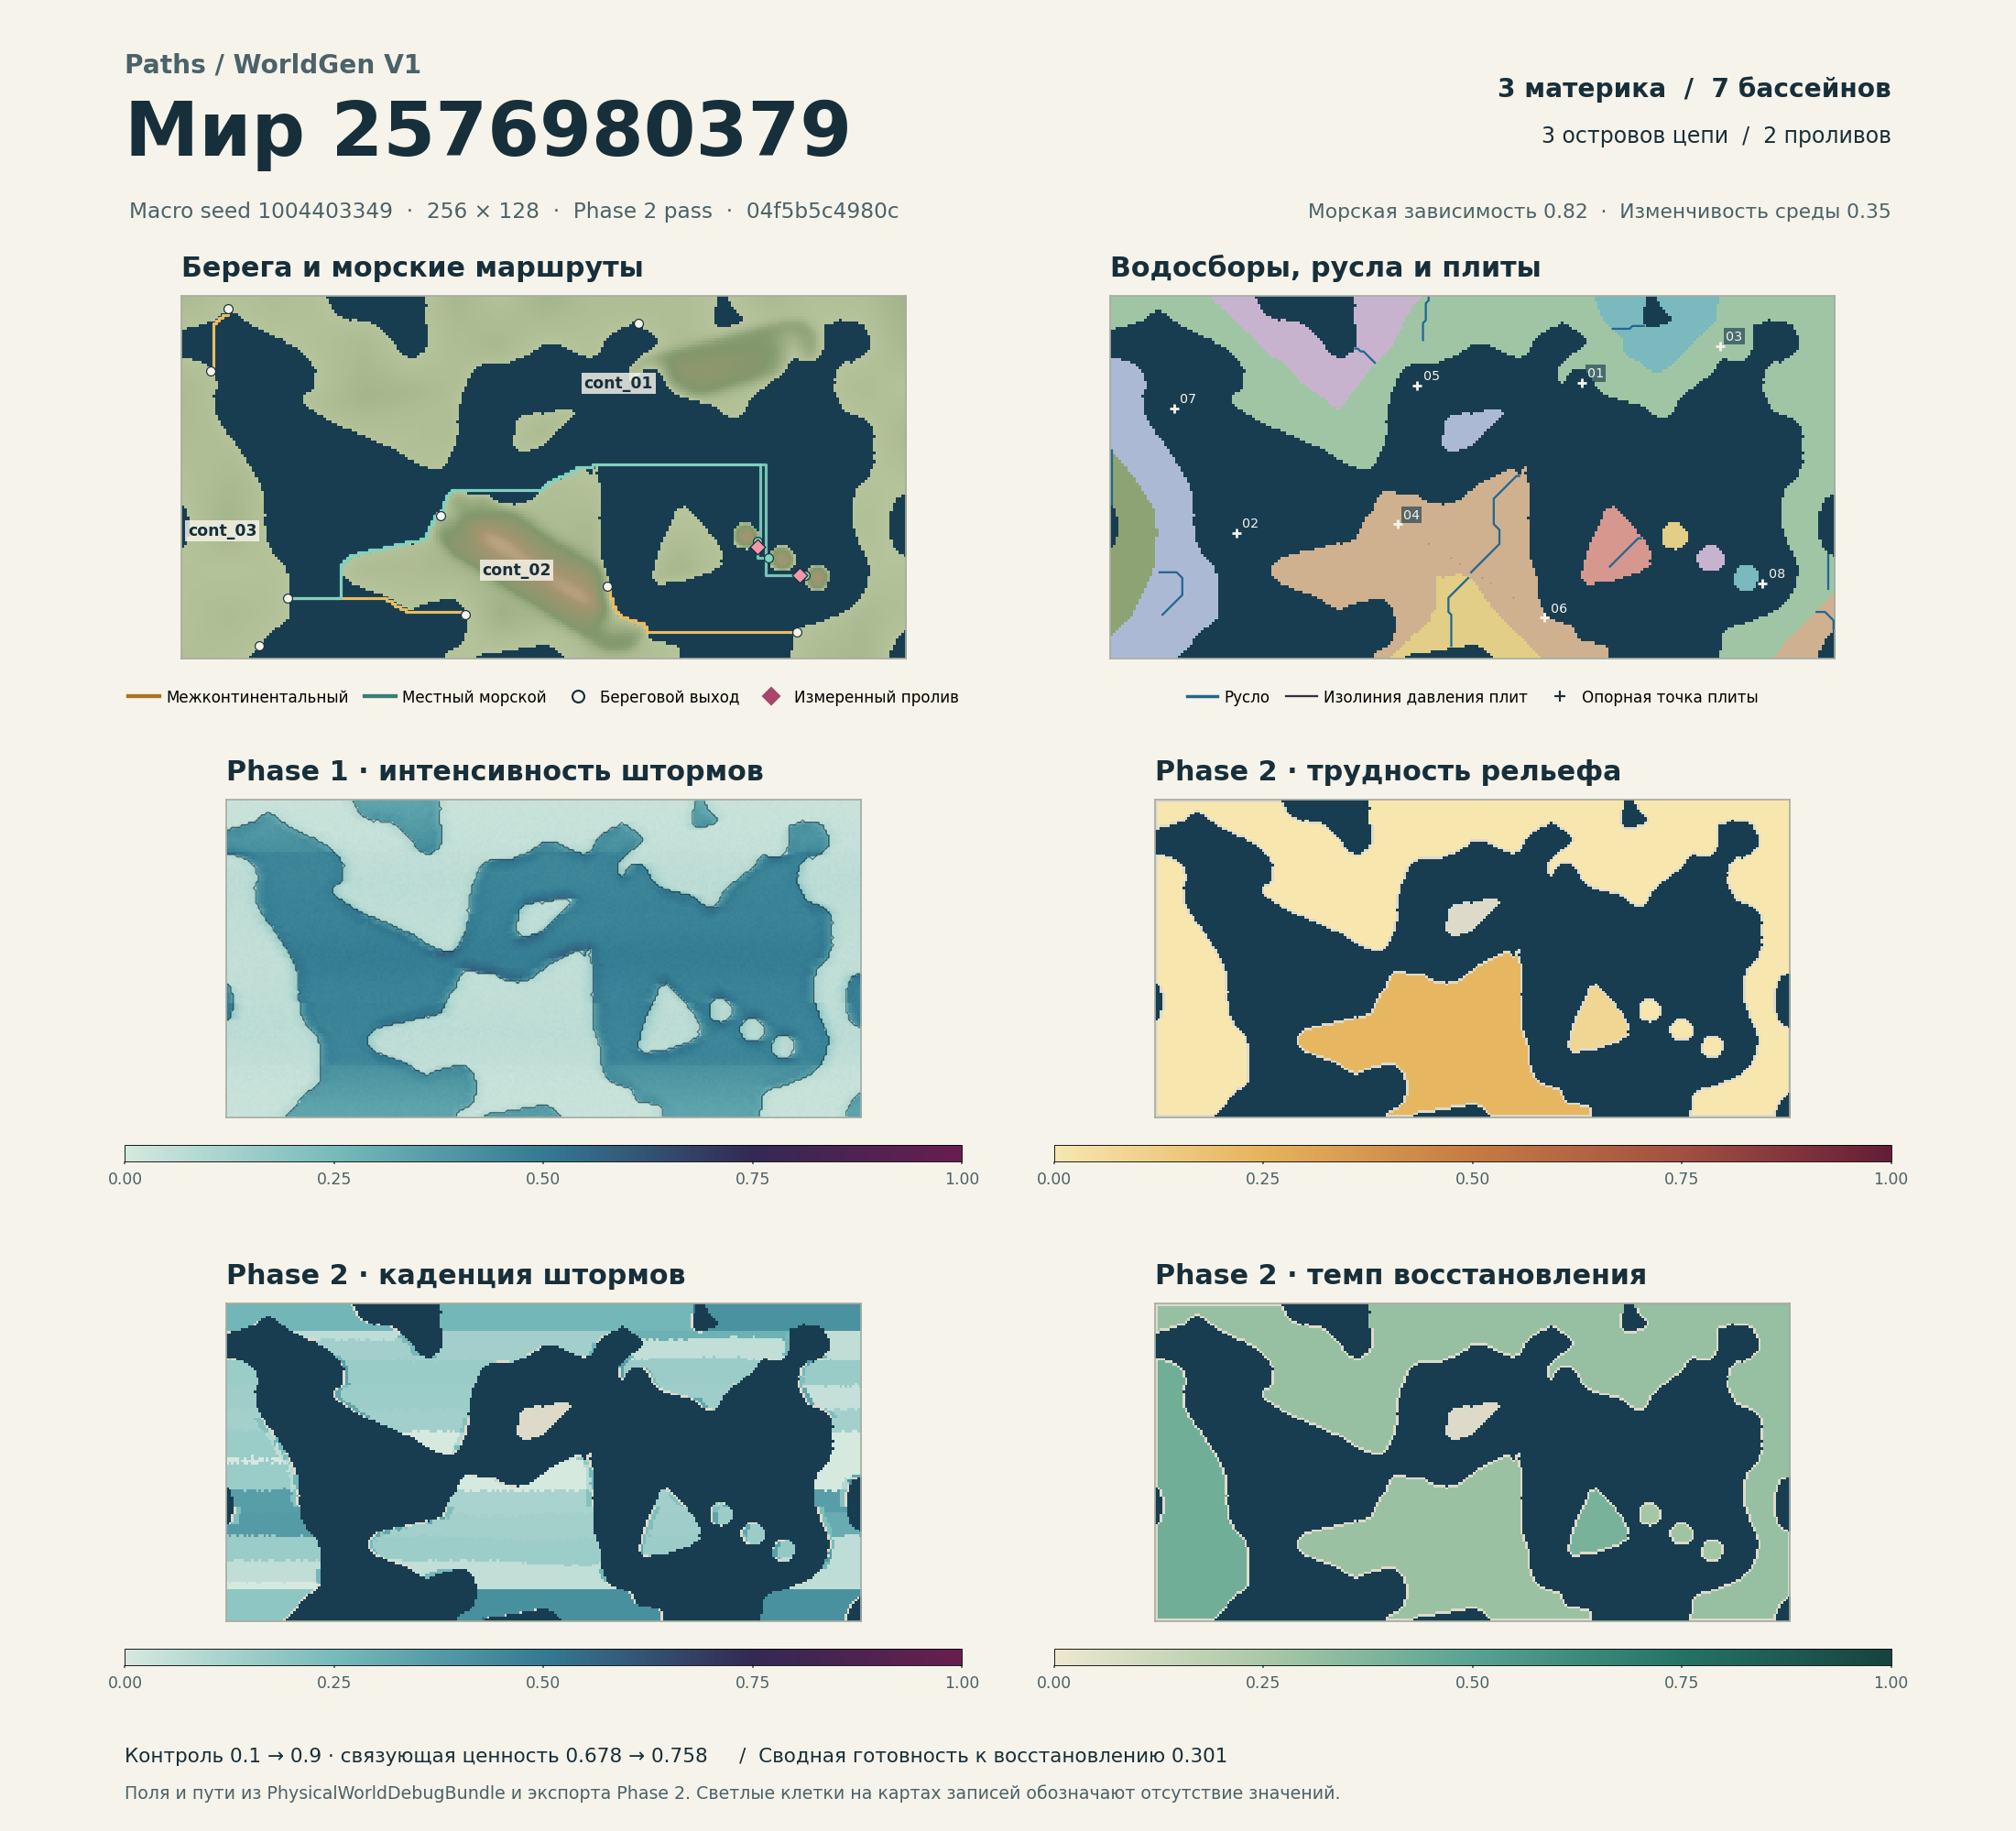 Paths / WorldGen V1
Мир 2576980379
3 материка / 7 бассейнов
3 островов цепи / 2 проливов
Macro seed 1004403349 · 256 × 128 · Phase 2 pass · 04f5b5c4980c
Морская зависимость 0.82 · Изменчивость среды 0.35
Берега и морские маршруты
cont_01
cont_03
cont_02
Межконтинентальный
Местный морской
Береговой выход
Измеренный пролив
Водосборы, русла и плиты
03
01
05
07
04
02
08
06
Русло
Изолиния давления плит
Опорная точка плиты
Phase 1 · интенсивность штормов
0.00 0.25 0.50 0.75 1.00
Phase 2 · трудность рельефа
0.00 0.25 0.50 0.75 1.00
Phase 2 · каденция штормов
0.00 0.25 0.50 0.75 1.00
Phase 2 · темп восстановления
0.00 0.25 0.50 0.75 1.00
Контроль 0.1 → 0.9 · связующая ценность 0.678 → 0.758 / Сводная готовность к восстановлению 0.301
Поля и пути из PhysicalWorldDebugBundle и экспорта Phase 2. Светлые клетки на картах записей обозначают отсутствие значений.